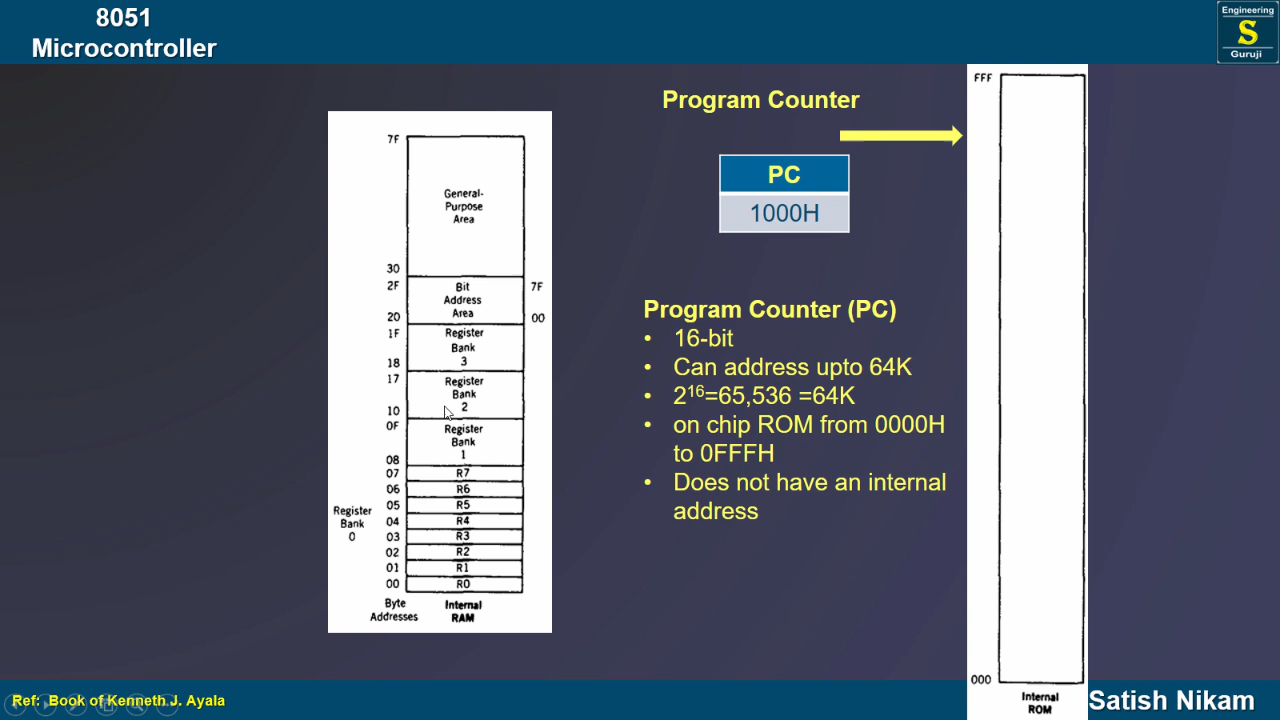 8051
Microcontroller
Engineering
S
Guruji
7F
General-
Purpose
Area
30
2F
Bit
Address
Area
7F
20
00
1F
Register
Bank
3
18
17
Register
Bank
2
10
0F
Register
Bank
1
08
07 R7
06 R6
05 R5
04 R4
03 R3
02 R2
01 R1
00 R0
Register
Bank
0
Byte
Addresses
Internal
RAM
Program Counter
PC
1000H
Program Counter (PC)
• 16-bit
• Can address upto 64K
• 2¹⁶=65,536 =64K
• on chip ROM from 0000H
to 0FFFH
• Does not have an internal
address
FFF
000
Internal
ROM
Ref: Book of Kenneth J. Ayala
Satish Nikam